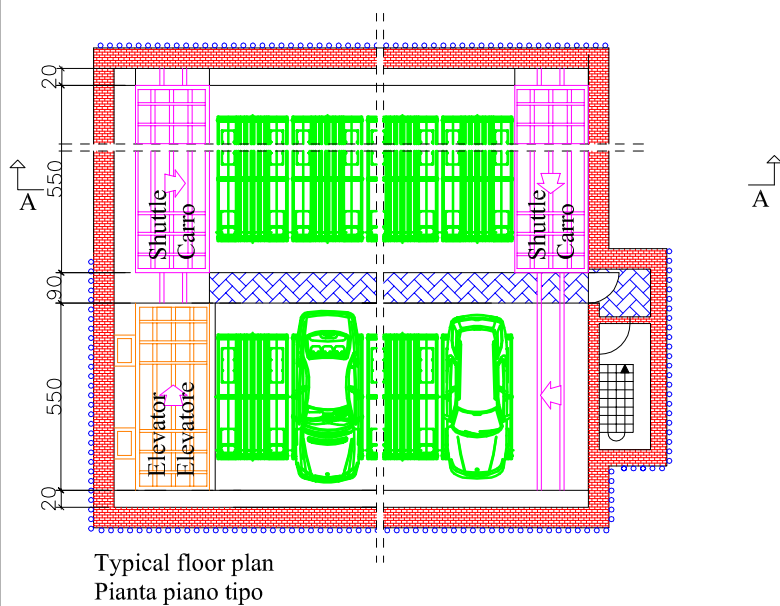 20
550
A
A
Shuttle
Carro
Shuttle
Carro
90
550
Elevator
Elevatore
20
Typical floor plan
Pianta piano tipo